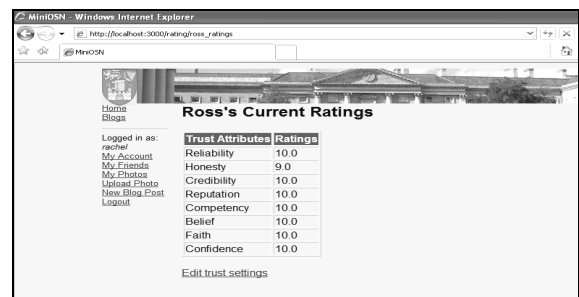 MiniOSN - Windows Internet Explorer
http://localhost:3000/rating/ross_ratings
MiniOSN
Home
Blogs
Logged in as:
rachel
My Account
My Friends
My Photos
Upload Photo
New Blog Post
Logout
Ross's Current Ratings
Trust Attributes Ratings
Reliability 10.0
Honesty 9.0
Credibility 10.0
Reputation 10.0
Competency 10.0
Belief 10.0
Faith 10.0
Confidence 10.0
Edit trust settings